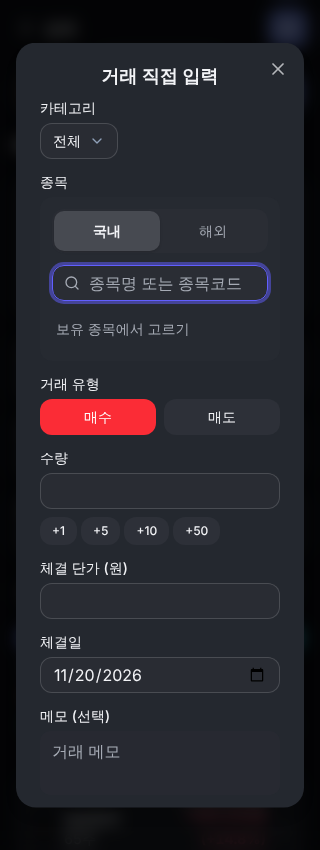 거래 직접 입력
카테고리
전체
종목
국내 해외
종목명 또는 종목코드
보유 종목에서 고르기
거래 유형
매수 매도
수량
+1 +5 +10 +50
체결 단가 (원)
체결일
11/20/2026
메모 (선택)
거래 메모